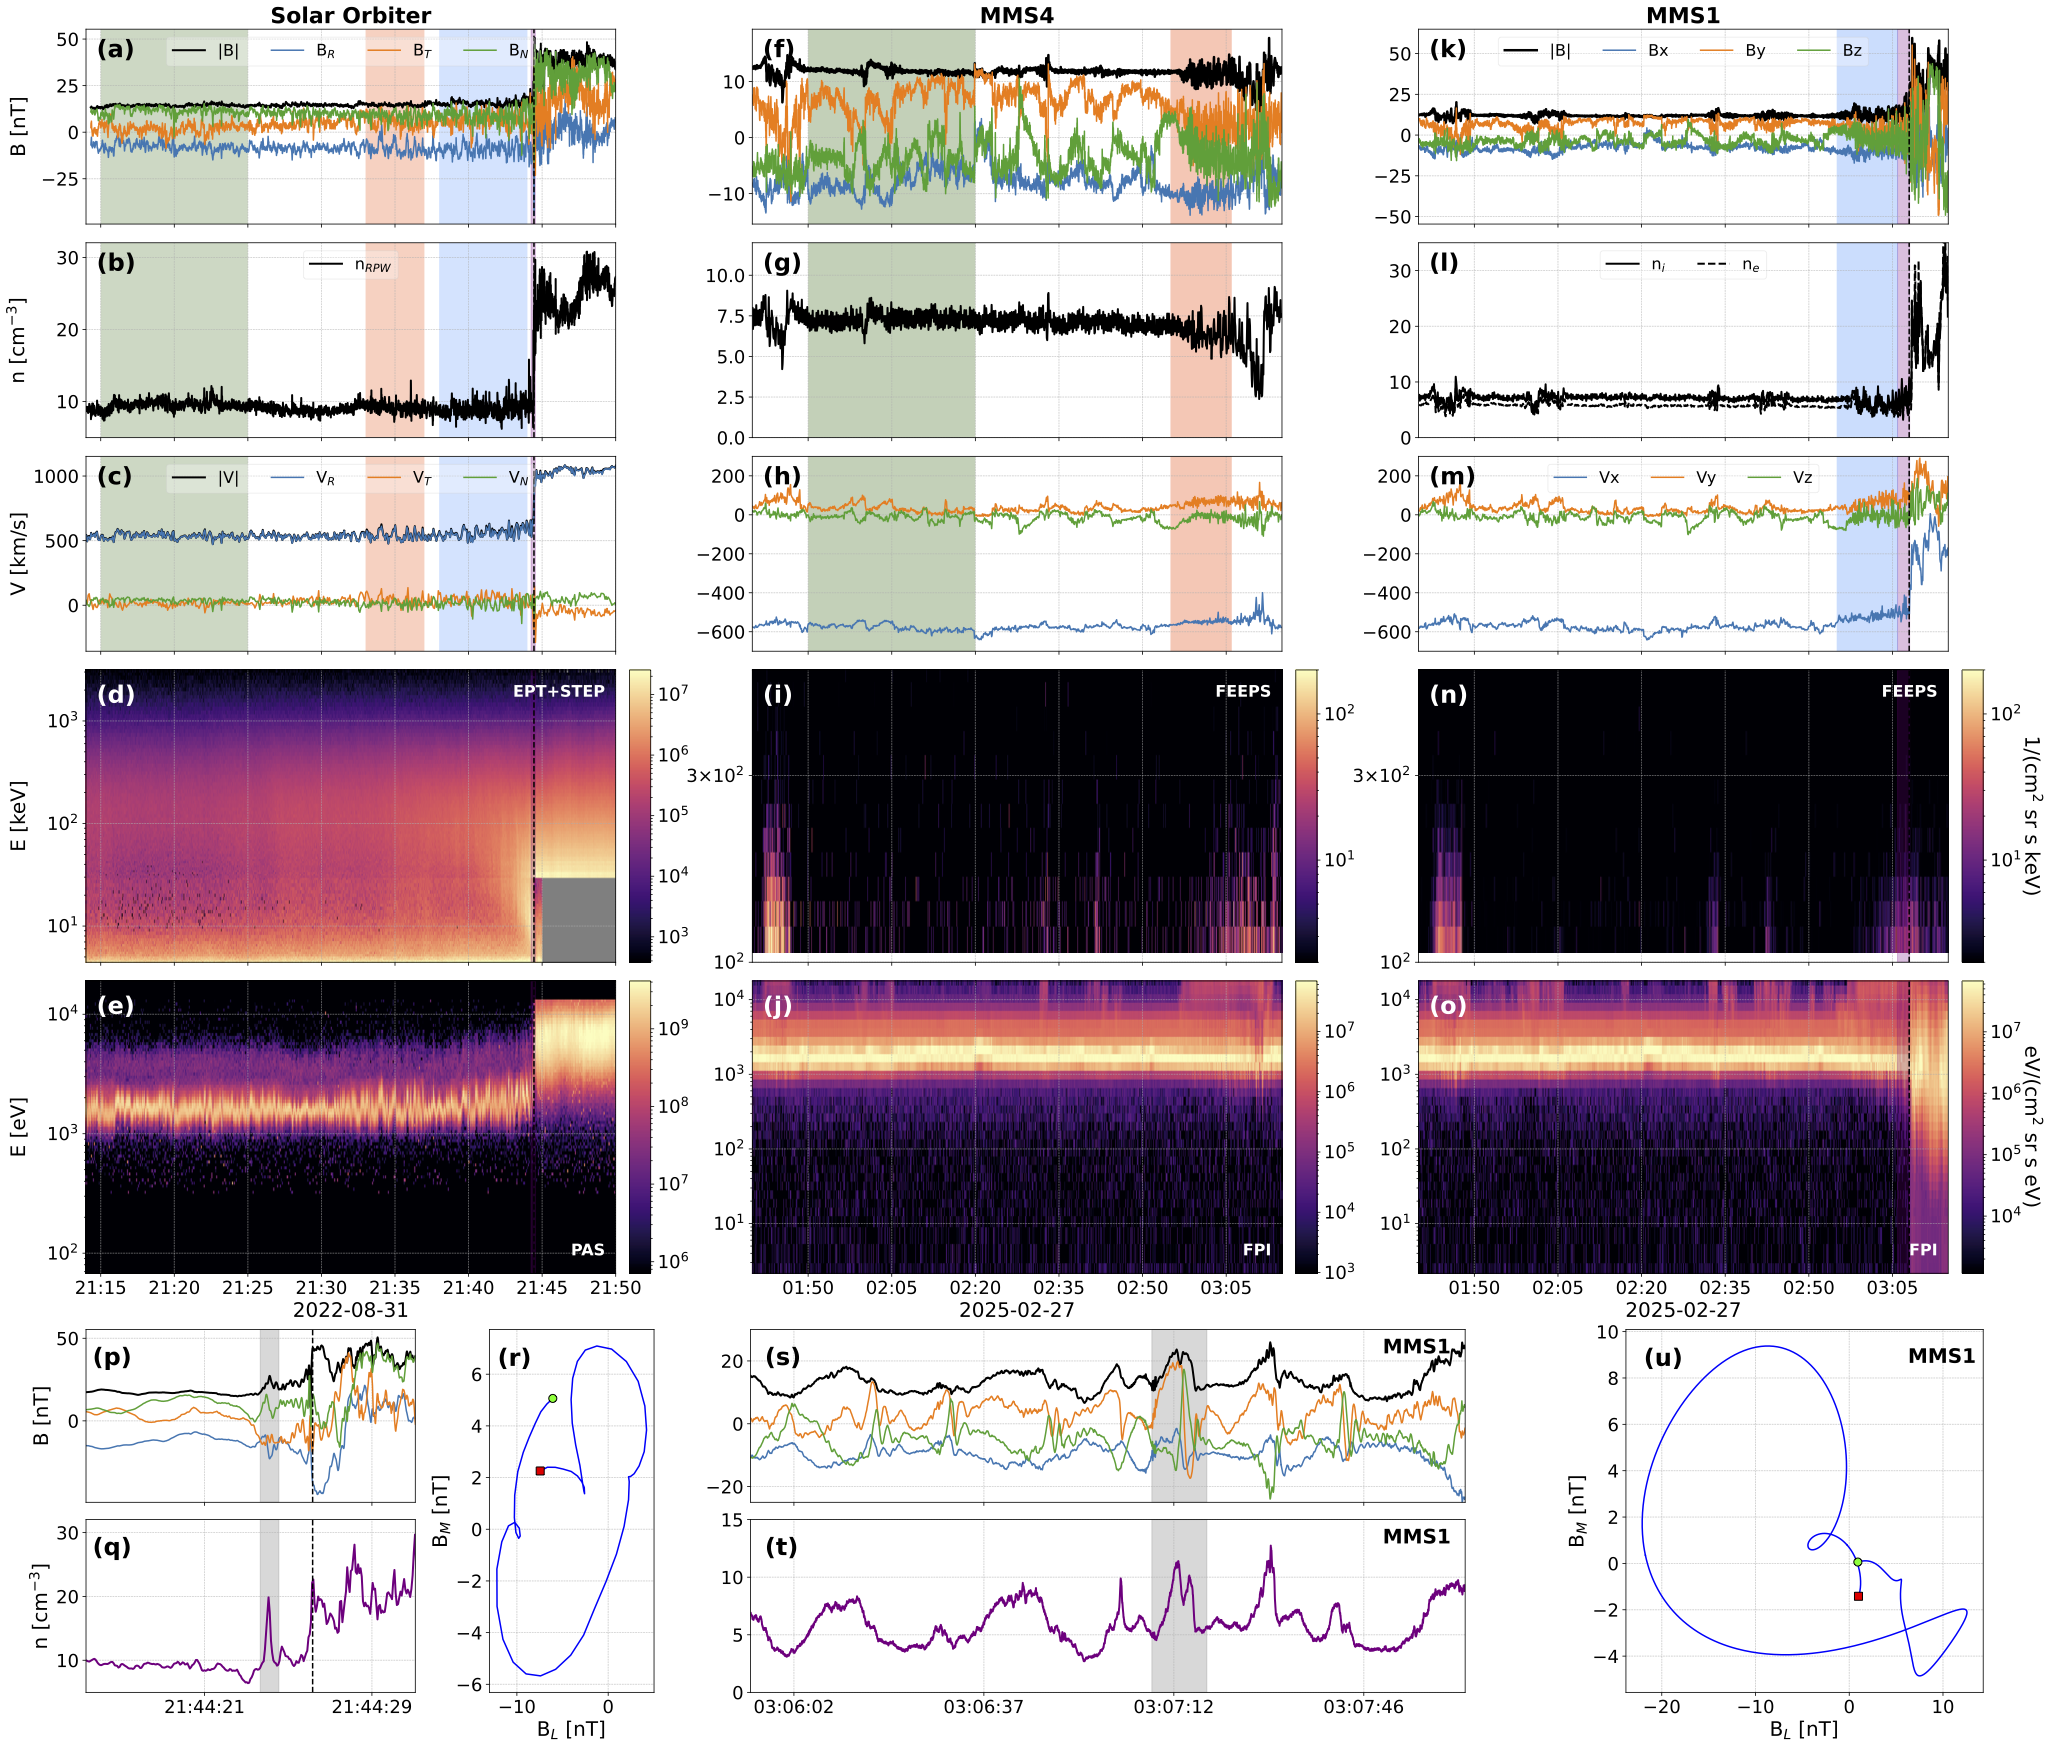 Solar Orbiter
MMS4
MMS1
(a) |B| B_R B_T B_N
50
25
0
−25
B [nT]
(f)
10
0
−10
(k) |B| Bx By Bz
50
25
0
−25
−50
(b) n_RPW
30
20
10
n [cm⁻³]
(g)
10.0
7.5
5.0
2.5
0.0
(l) n_i n_e
30
20
10
0
(c) |V| V_R V_T V_N
1000
500
0
V [km/s]
(h)
200
0
−200
−400
−600
(m) Vx Vy Vz
200
0
−200
−400
−600
(d) EPT+STEP
10³
10²
10¹
E [keV]
10⁷
10⁶
10⁵
10⁴
10³
(i) FEEPS
3×10²
10²
10²
10¹
(n) FEEPS
3×10²
10²
10²
10¹
1/(cm² sr s keV)
(e) PAS
10⁴
10³
10²
E [eV]
10⁹
10⁸
10⁷
10⁶
21:15 21:20 21:25 21:30 21:35 21:40 21:45 21:50
2022-08-31
(j) FPI
10⁴
10³
10²
10¹
10⁷
10⁶
10⁵
10⁴
10³
01:50 02:05 02:20 02:35 02:50 03:05
2025-02-27
(o) FPI
10⁴
10³
10²
10¹
10⁷
10⁶
10⁵
10⁴
eV/(cm² sr s eV)
01:50 02:05 02:20 02:35 02:50 03:05
2025-02-27
(p)
50
0
B [nT]
(q)
30
20
10
n [cm⁻³]
21:44:21 21:44:29
(r)
6
4
2
0
−2
−4
−6
B_M [nT]
−10 0
B_L [nT]
(s) MMS1
20
0
−20
(t) MMS1
15
10
5
0
03:06:02 03:06:37 03:07:12 03:07:46
(u) MMS1
10
8
6
4
2
0
−2
−4
B_M [nT]
−20 −10 0 10
B_L [nT]